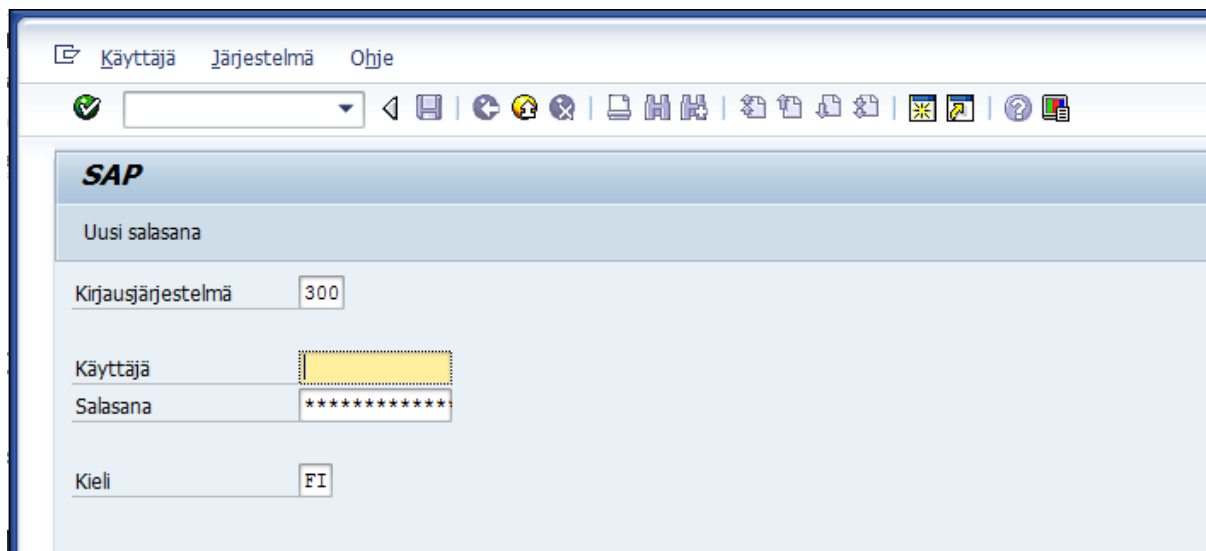 Käyttäjä Järjestelmä Ohje
SAP
Uusi salasana
Kirjausjärjestelmä 300
Käyttäjä
Salasana *************
Kieli FI